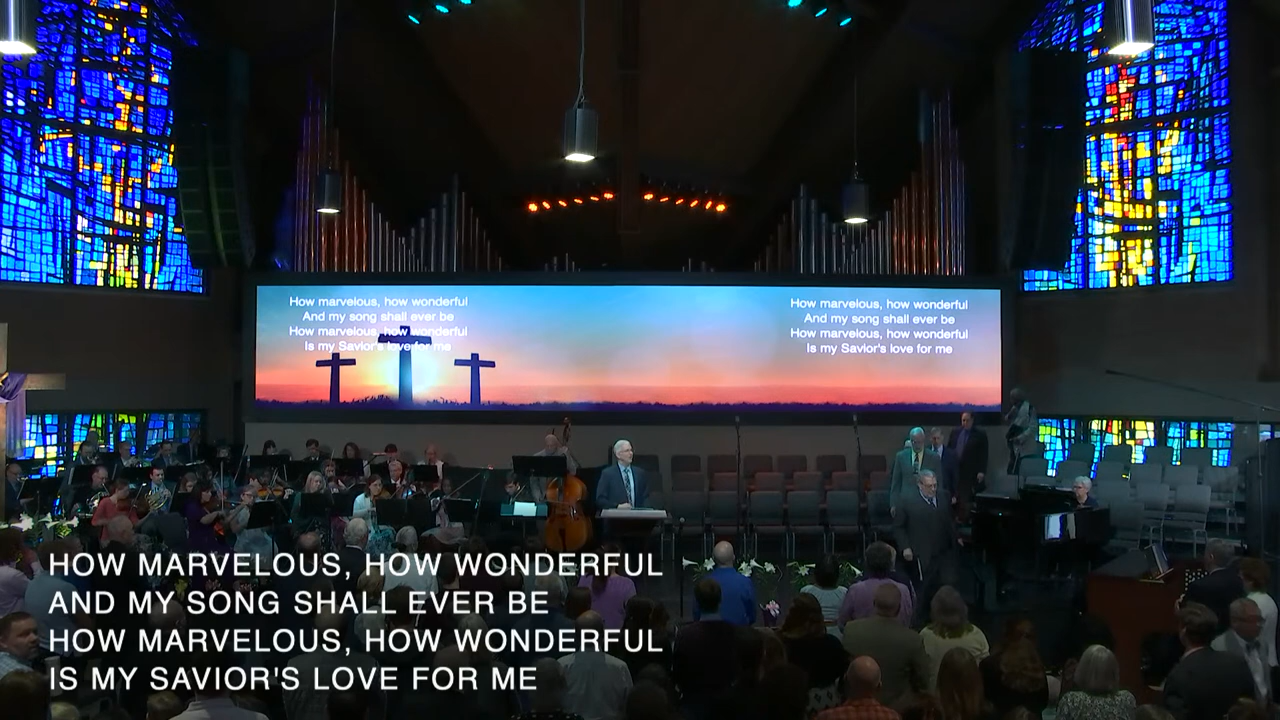 How marvelous, how wonderful
And my song shall ever be
How marvelous, how wonderful
Is my Savior's love for me
How marvelous, how wonderful
And my song shall ever be
How marvelous, how wonderful
Is my Savior's love for me
HOW MARVELOUS, HOW WONDERFUL
AND MY SONG SHALL EVER BE
HOW MARVELOUS, HOW WONDERFUL
IS MY SAVIOR'S LOVE FOR ME